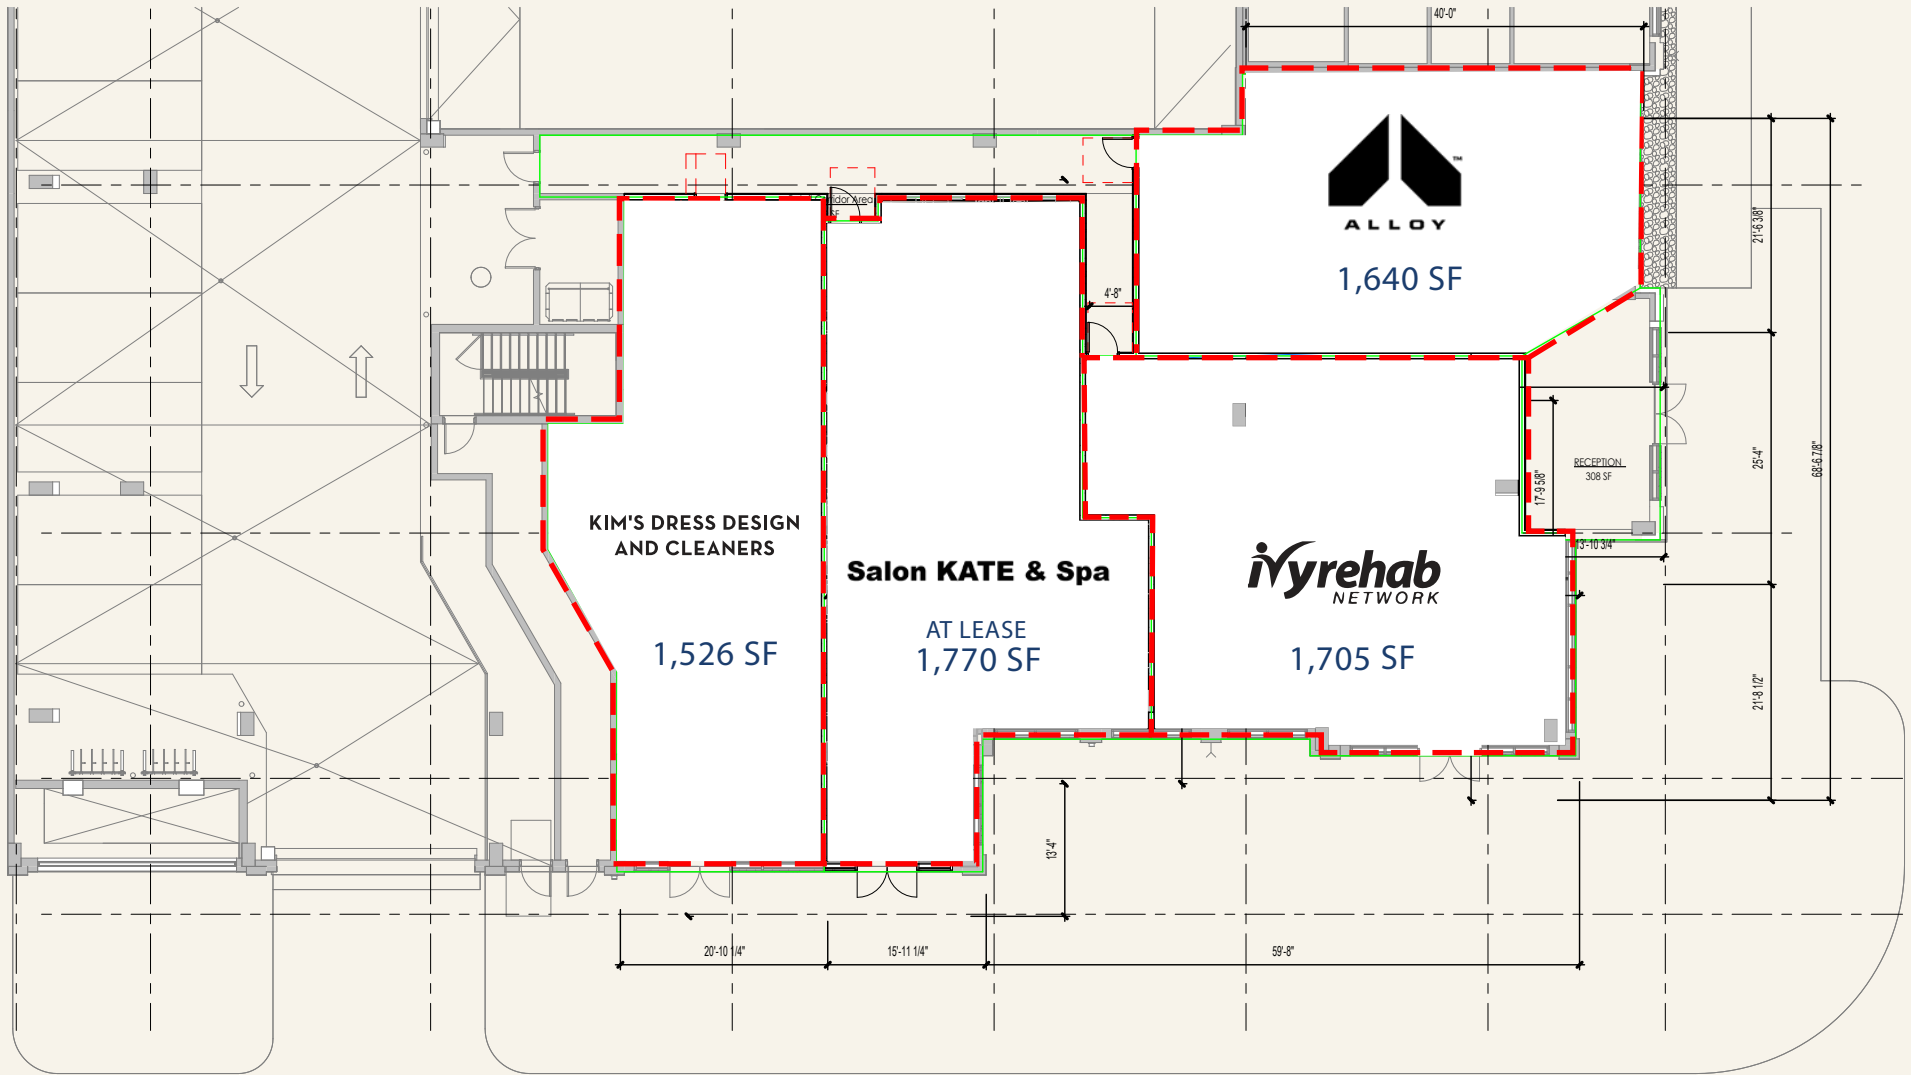 40'-0"
ALLOY
™
1,640 SF
21'-6 3/8"
4'-8"
RECEPTION
308 SF
17'-9 5/8"
25'-4"
68'-6 7/8"
KIM'S DRESS DESIGN
AND CLEANERS
1,526 SF
Salon KATE & Spa
AT LEASE
1,770 SF
ivyrehab
NETWORK
1,705 SF
13'-10 3/4"
21'-8 1/2"
13'4"
20'-10 1/4"
15'-11 1/4"
59'-8"